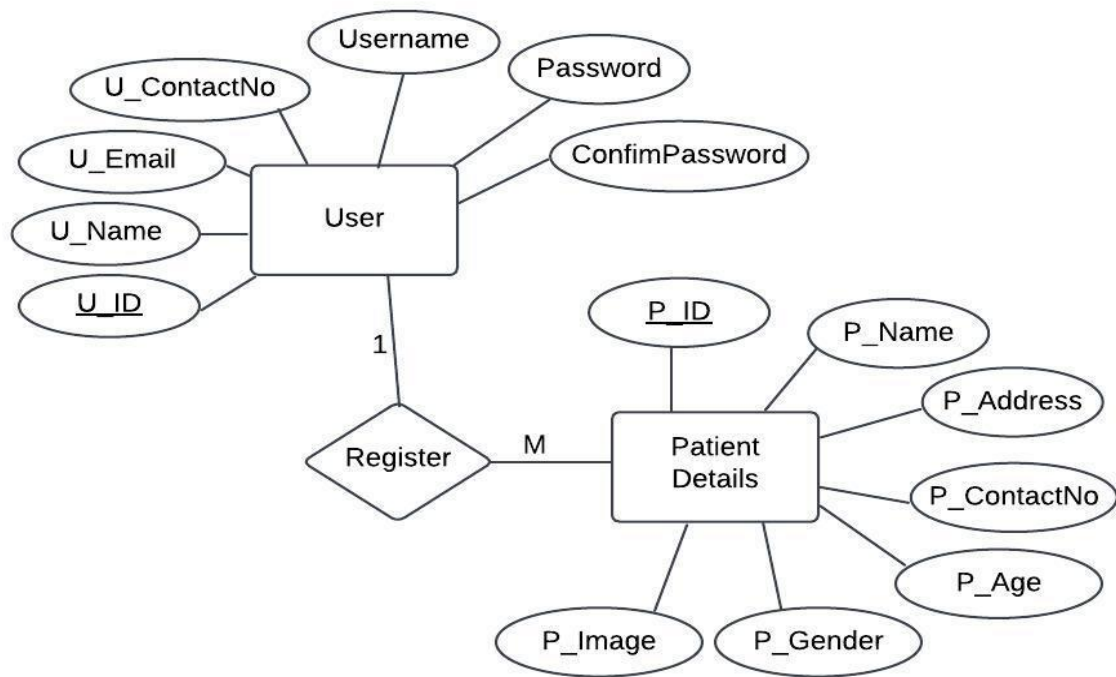 Username
Password
U_ContactNo
ConfimPassword
U_Email
User
U_Name
U_ID
P_ID
P_Name
1
P_Address
M
Patient
Details
Register
P_ContactNo
P_Age
P_Image
P_Gender